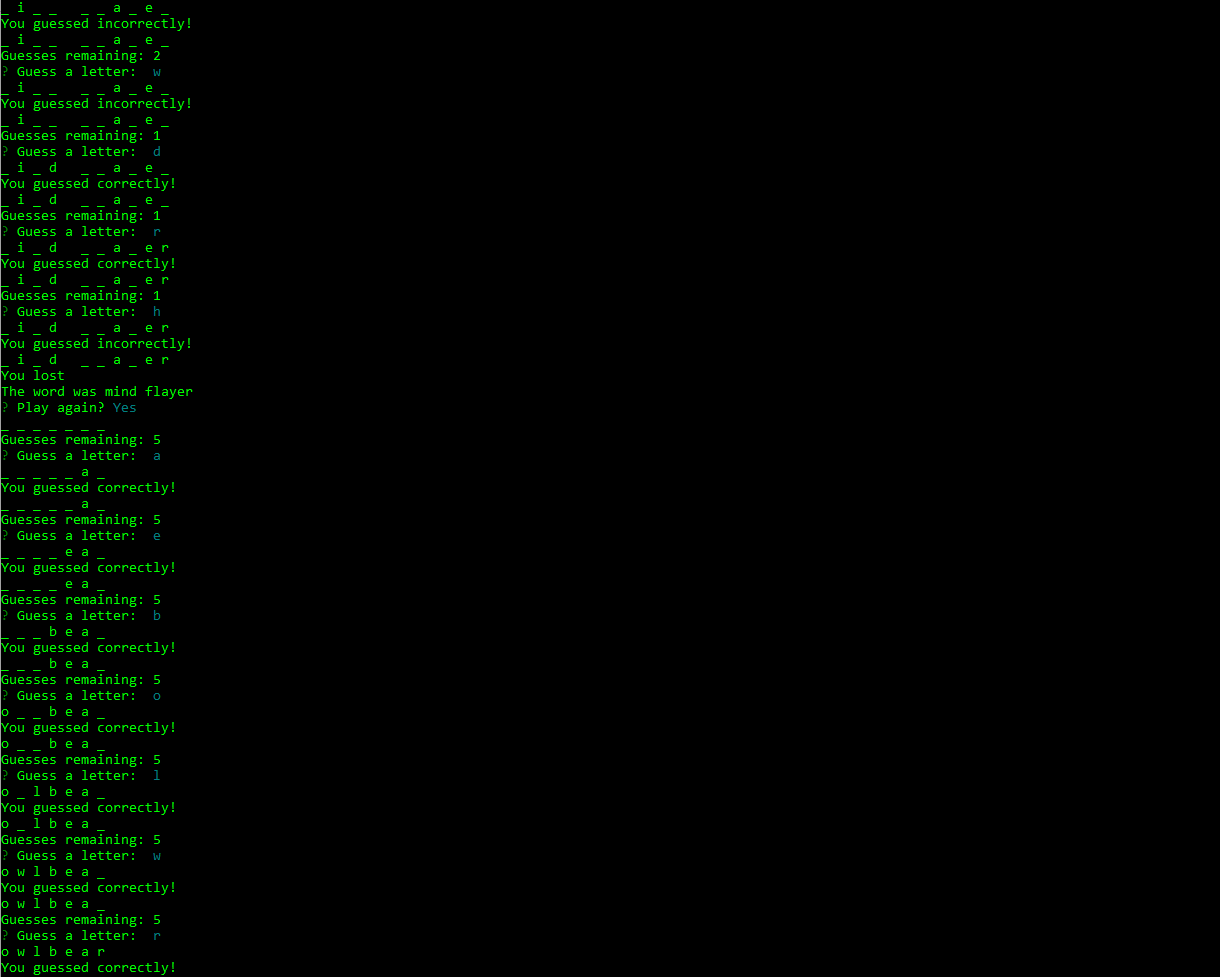 _ i _ _   _ _ a _ e _
You guessed incorrectly!
_ i _ _   _ _ a _ e _
Guesses remaining: 2
? Guess a letter:  w
_ i _ _   _ _ a _ e _
You guessed incorrectly!
_ i _ _   _ _ a _ e _
Guesses remaining: 1
? Guess a letter:  d
_ i _ d   _ _ a _ e _
You guessed correctly!
_ i _ d   _ _ a _ e _
Guesses remaining: 1
? Guess a letter:  r
_ i _ d   _ _ a _ e r
You guessed correctly!
_ i _ d   _ _ a _ e r
Guesses remaining: 1
? Guess a letter:  h
_ i _ d   _ _ a _ e r
You guessed incorrectly!
_ i _ d   _ _ a _ e r
You lost
The word was mind flayer
? Play again? Yes
_ _ _ _ _ _ _
Guesses remaining: 5
? Guess a letter:  a
_ _ _ _ _ a _
You guessed correctly!
_ _ _ _ _ a _
Guesses remaining: 5
? Guess a letter:  e
_ _ _ _ e a _
You guessed correctly!
_ _ _ _ e a _
Guesses remaining: 5
? Guess a letter:  b
_ _ _ b e a _
You guessed correctly!
_ _ _ b e a _
Guesses remaining: 5
? Guess a letter:  o
o _ _ b e a _
You guessed correctly!
o _ _ b e a _
Guesses remaining: 5
? Guess a letter:  l
o _ l b e a _
You guessed correctly!
o _ l b e a _
Guesses remaining: 5
? Guess a letter:  w
o w l b e a _
You guessed correctly!
o w l b e a _
Guesses remaining: 5
? Guess a letter:  r
o w l b e a r
You guessed correctly!